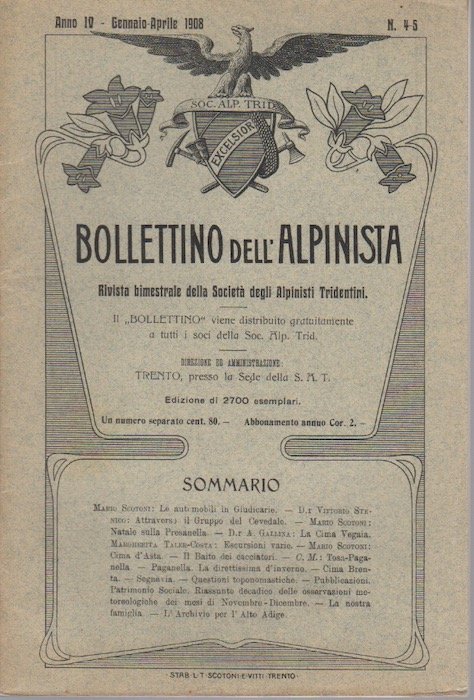 Anno IV - Gennaio-Aprile 1908 N. 4-5
SOC. ALP. TRID.
EXCELSIOR
BOLLETTINO DELL'ALPINISTA
Rivista bimestrale della Società degli Alpinisti Tridentini.
Il „BOLLETTINO“ viene distribuito gratuitamente
a tutti i soci della Soc. Alp. Trid.
DIREZIONE ED AMMINISTRAZIONE:
TRENTO, presso la Sede della S. A. T.
Edizione di 2700 esemplari.
Un numero separato cent. 80. — Abbonamento annuo Cor. 2. —
SOMMARIO
MARIO SCOTONI: Le automobili in Giudicarie. — D.r VITTORIO STE-
NICO: Attraverso il Gruppo del Cevedale. — MARIO SCOTONI:
Natale sulla Presanella. — D.r A. GALLINA: La Cima Vegaia.
MARGHERITA TALER-COSTA: Escursioni varie. — MARIO SCOTONI:
Cima d'Asta. — Il Baito dei cacciatori. — C. M.: Tosa-Paga-
nella — Paganella. La direttissima d'inverno. — Cima Bren-
ta. — Segnavia. — Questioni toponomastiche. — Pubblicazioni.
Patrimonio Sociale. Riassunto decadico delle osservazioni me-
teorologiche dei mesi di Novembre-Dicembre. — La nostra
famiglia. — L'Archivio per l'Alto Adige.
STAB. L. T. SCOTONI E VITTI TRENTO